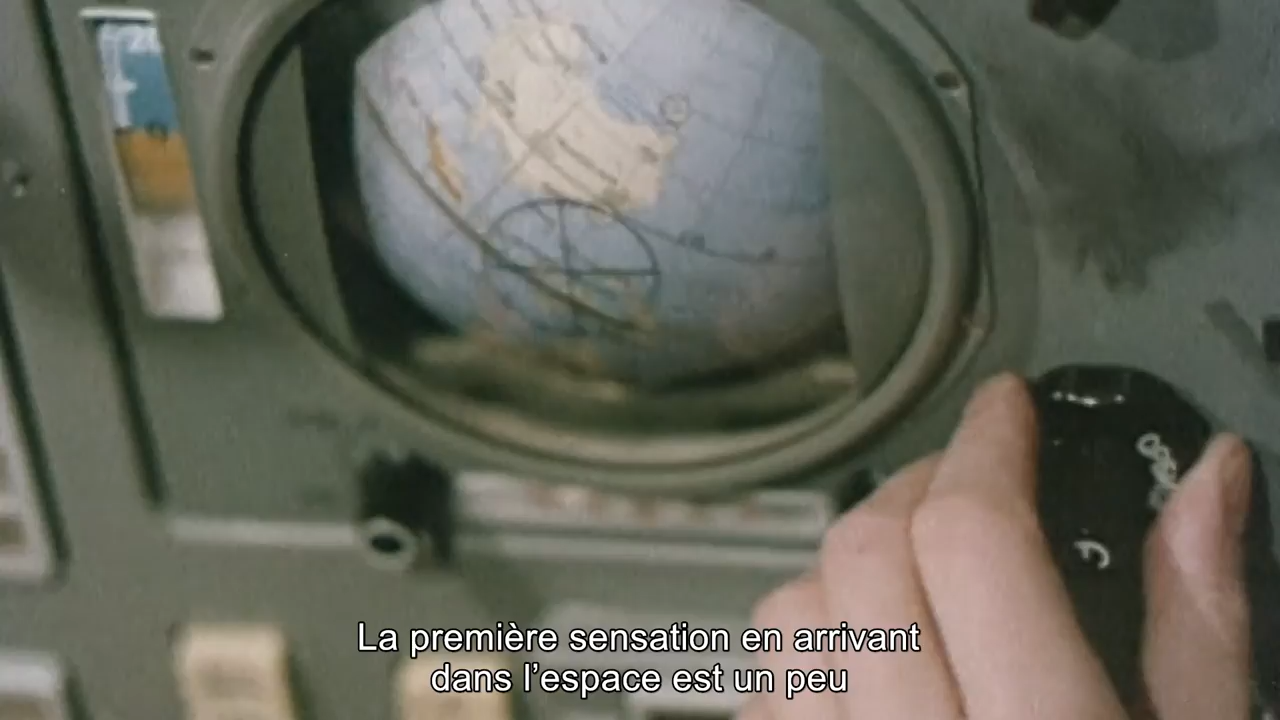 La première sensation en arrivant
dans l'espace est un peu